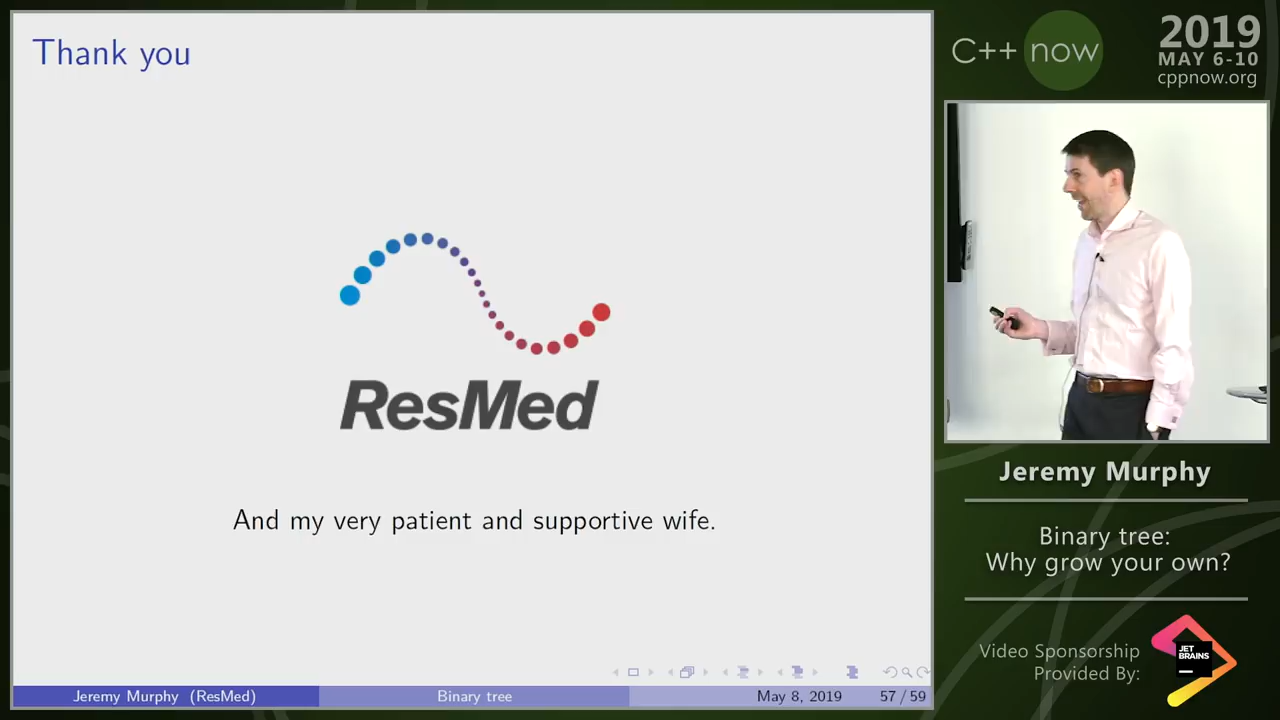 Thank you
ResMed
And my very patient and supportive wife.
Jeremy Murphy (ResMed)
Binary tree
May 8, 2019
57 / 59
C++ now
2019
MAY 6-10
cppnow.org
Jeremy Murphy
Binary tree:
Why grow your own?
Video Sponsorship
Provided By:
JET
BRAINS